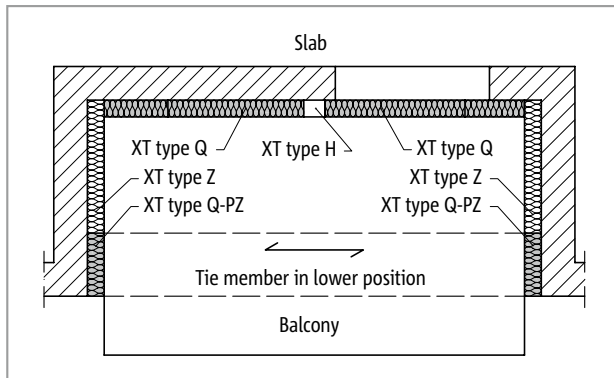 Slab
XT type Q XT type H XT type Q
XT type Z XT type Z
XT type Q-PZ XT type Q-PZ
Tie member in lower position
Balcony